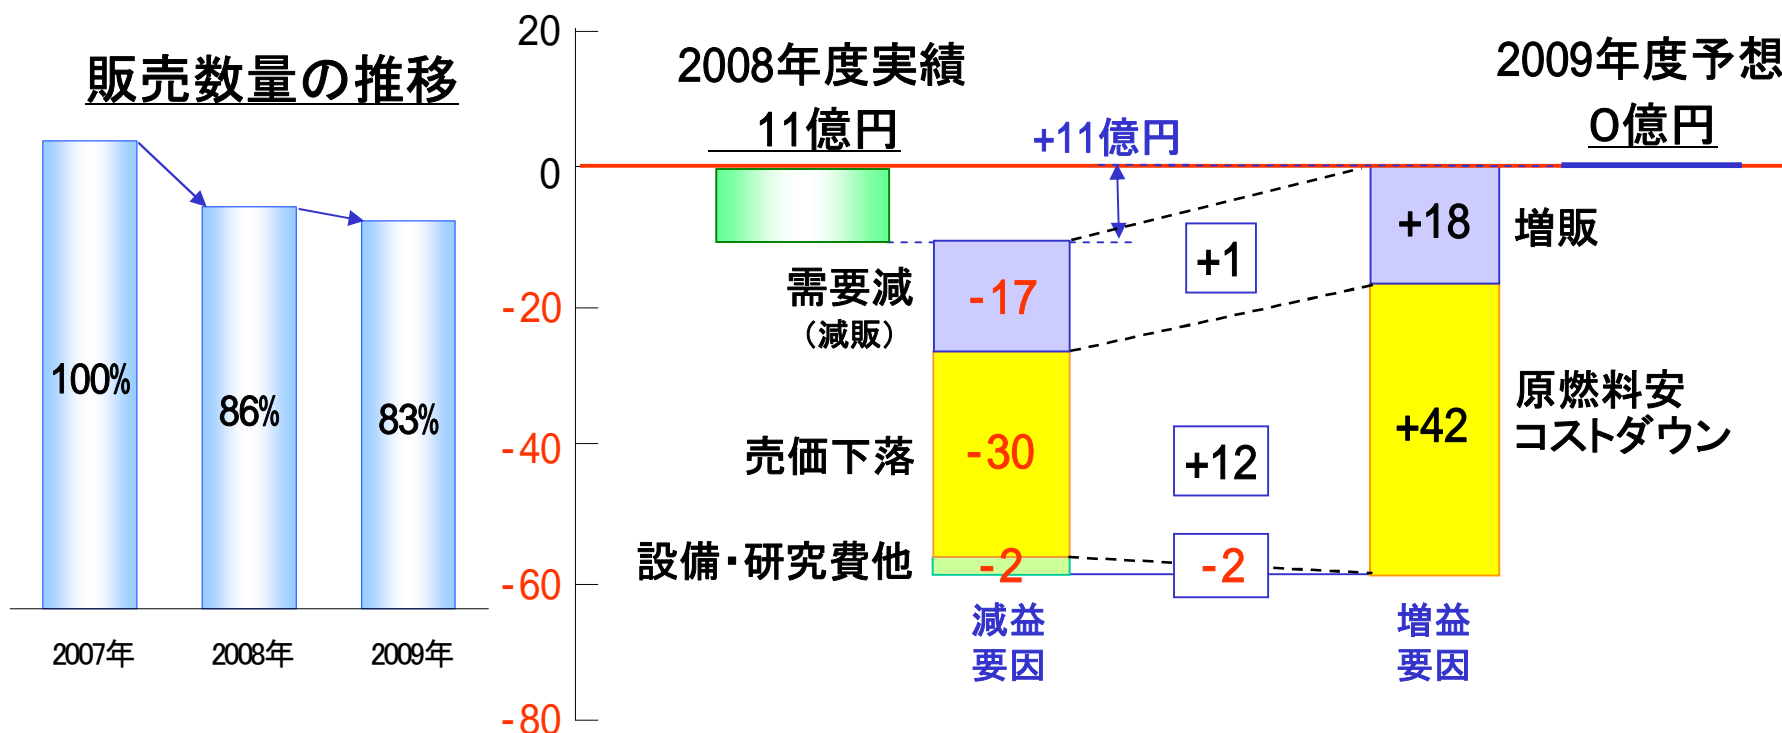 販売数量の推移
100%
86%
83%
2007年
2008年
2009年
20
0
-20
-40
-60
-80
2008年度実績
11億円
+11億円
2009年度予想
0億円
需要減
（減販）
売価下落
設備・研究費他
-17
-30
-2
減益
要因
+1
+12
-2
+18
+42
増益
要因
増販
原燃料安
コストダウン